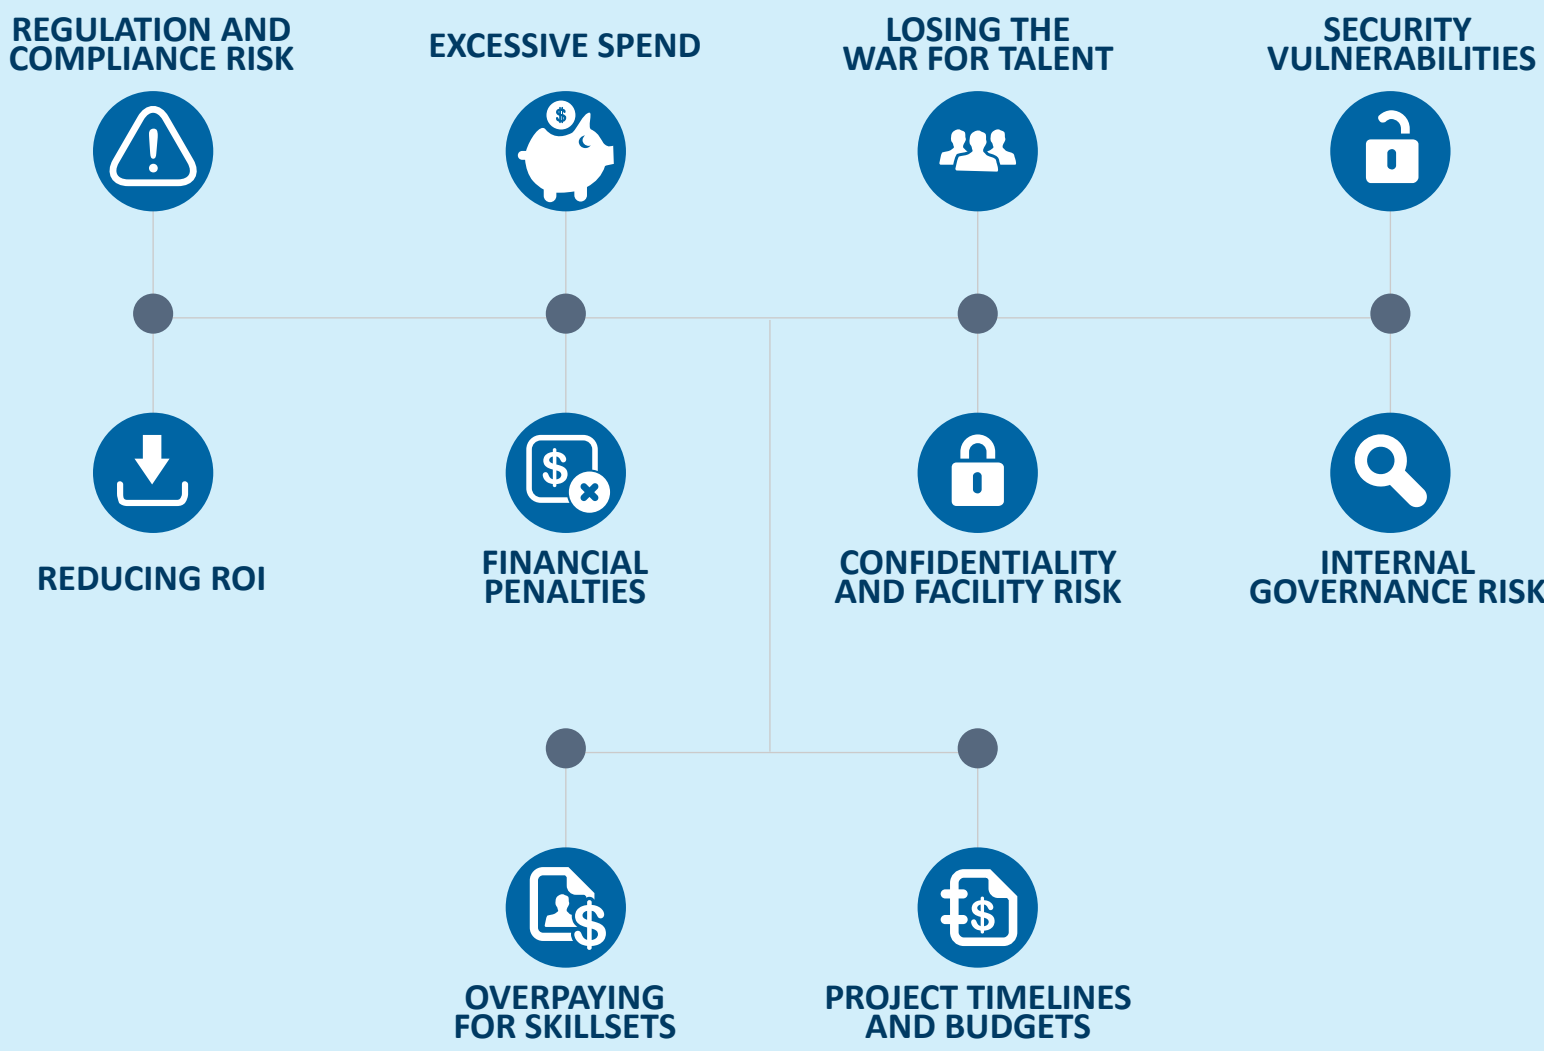 REGULATION AND
COMPLIANCE RISK
EXCESSIVE SPEND
LOSING THE
WAR FOR TALENT
SECURITY
VULNERABILITIES
$
REDUCING ROI
$
FINANCIAL
PENALTIES
CONFIDENTIALITY
AND FACILITY RISK
INTERNAL
GOVERNANCE RISK
$
OVERPAYING
FOR SKILLSETS
$
PROJECT TIMELINES
AND BUDGETS